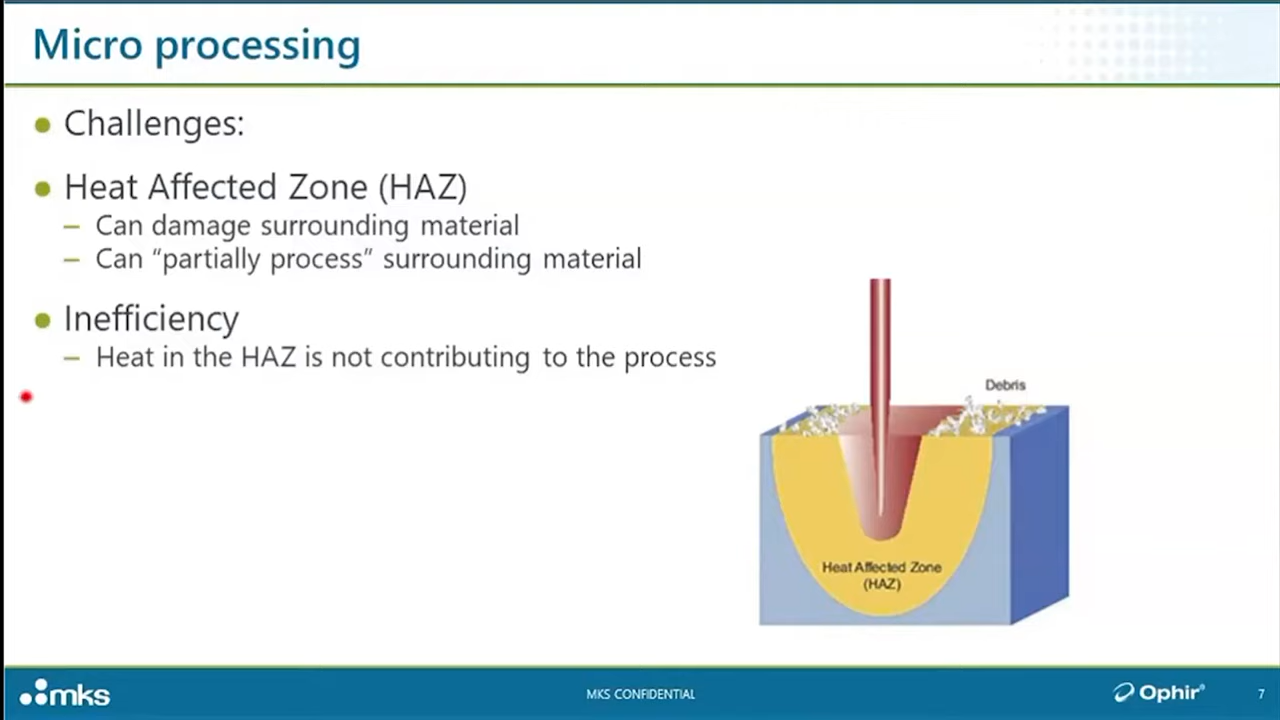 Micro processing
Challenges:
Heat Affected Zone (HAZ)
– Can damage surrounding material
– Can “partially process” surrounding material
Inefficiency
– Heat in the HAZ is not contributing to the process
Debris
Heat Affected Zone
(HAZ)
mks
MKS CONFIDENTIAL
Ophir®
7